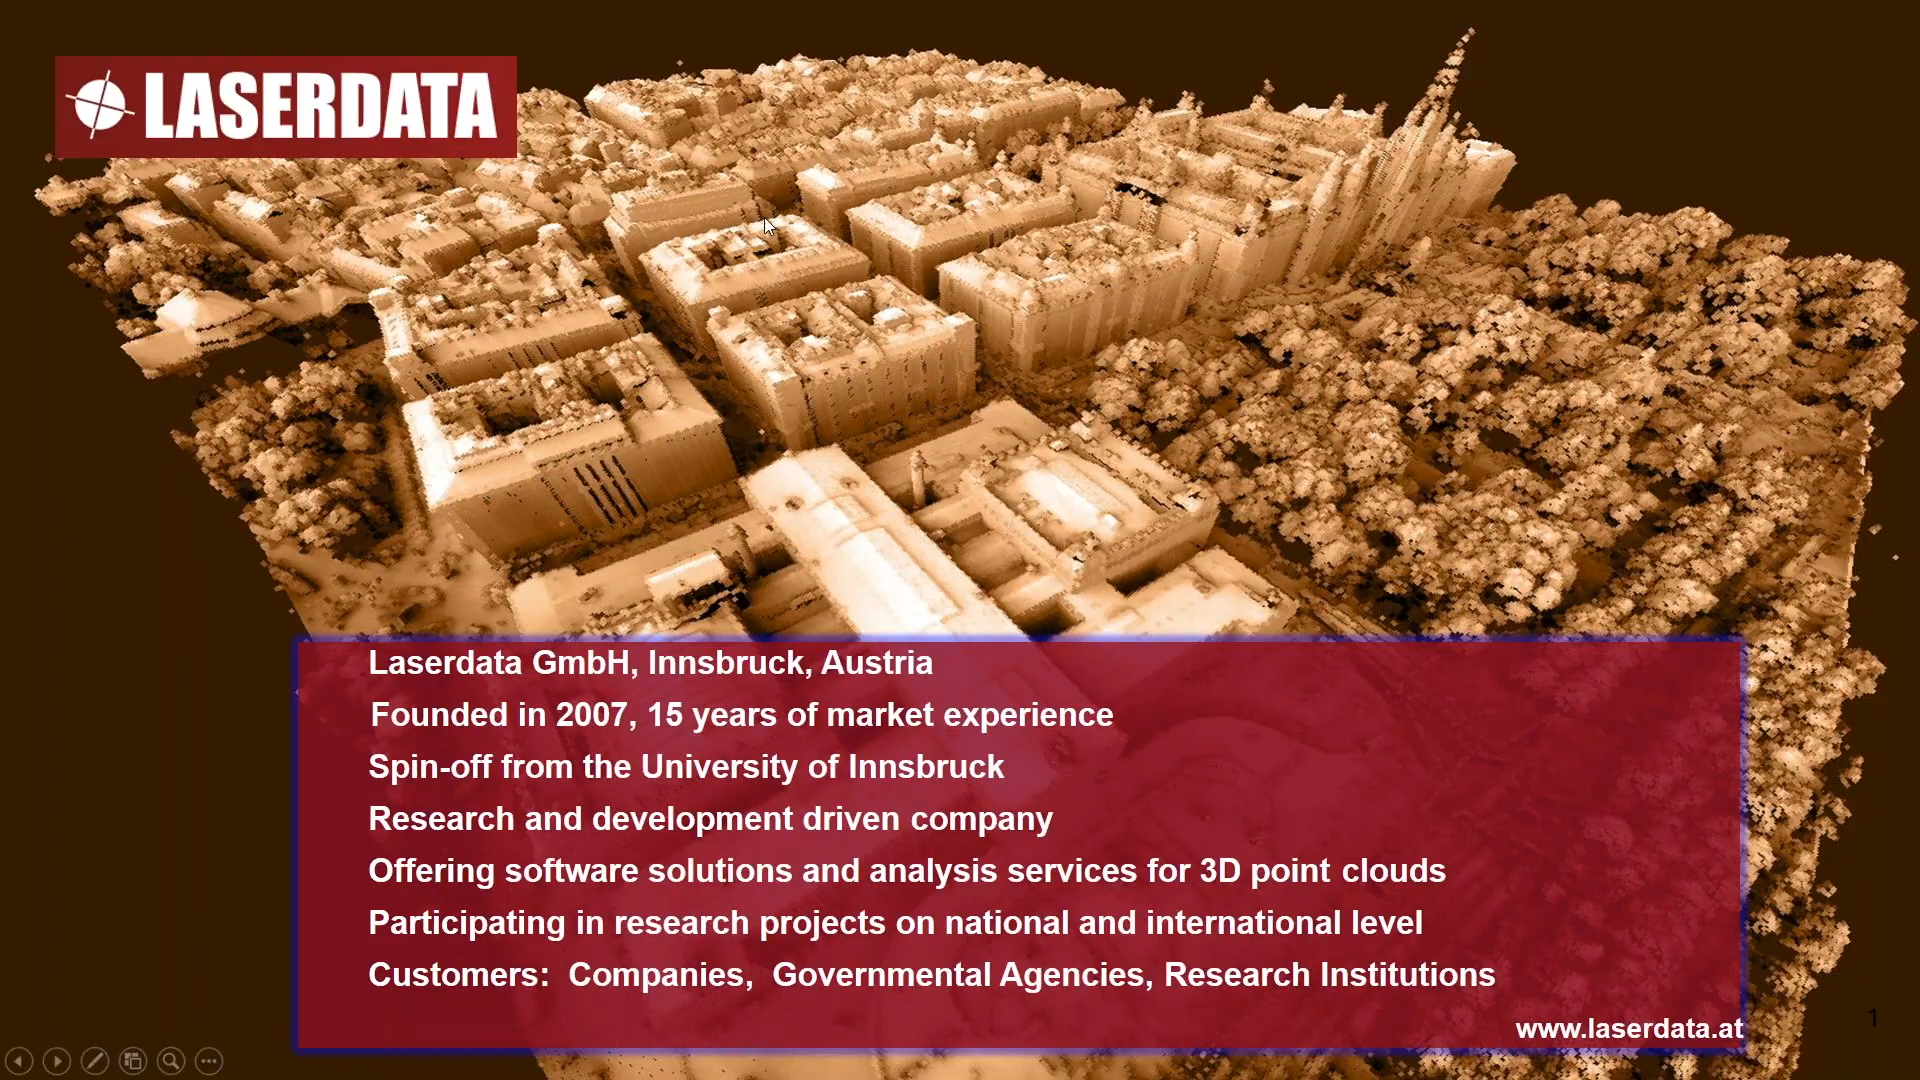 LASERDATA
Laserdata GmbH, Innsbruck, Austria
Founded in 2007, 15 years of market experience
Spin-off from the University of Innsbruck
Research and development driven company
Offering software solutions and analysis services for 3D point clouds
Participating in research projects on national and international level
Customers:  Companies,  Governmental Agencies, Research Institutions
www.laserdata.at
1